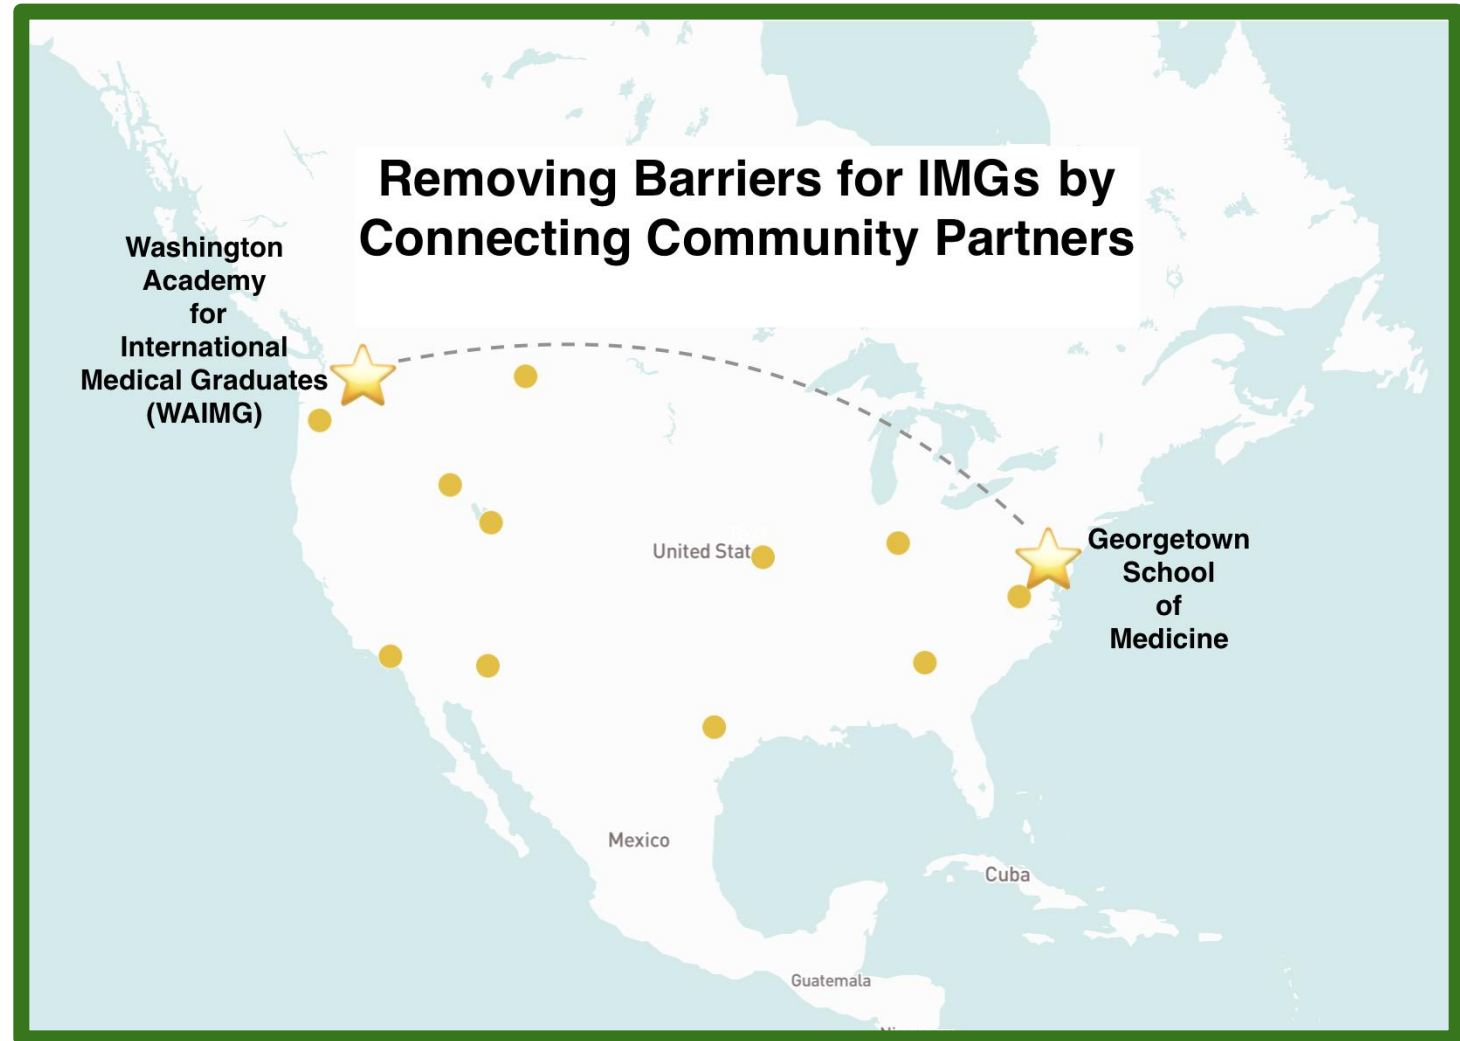 Removing Barriers for IMGs by
Connecting Community Partners
Washington
Academy
for
International
Medical Graduates
(WAIMG)
United Stat
Georgetown
School
of
Medicine
Mexico
Cuba
Guatemala